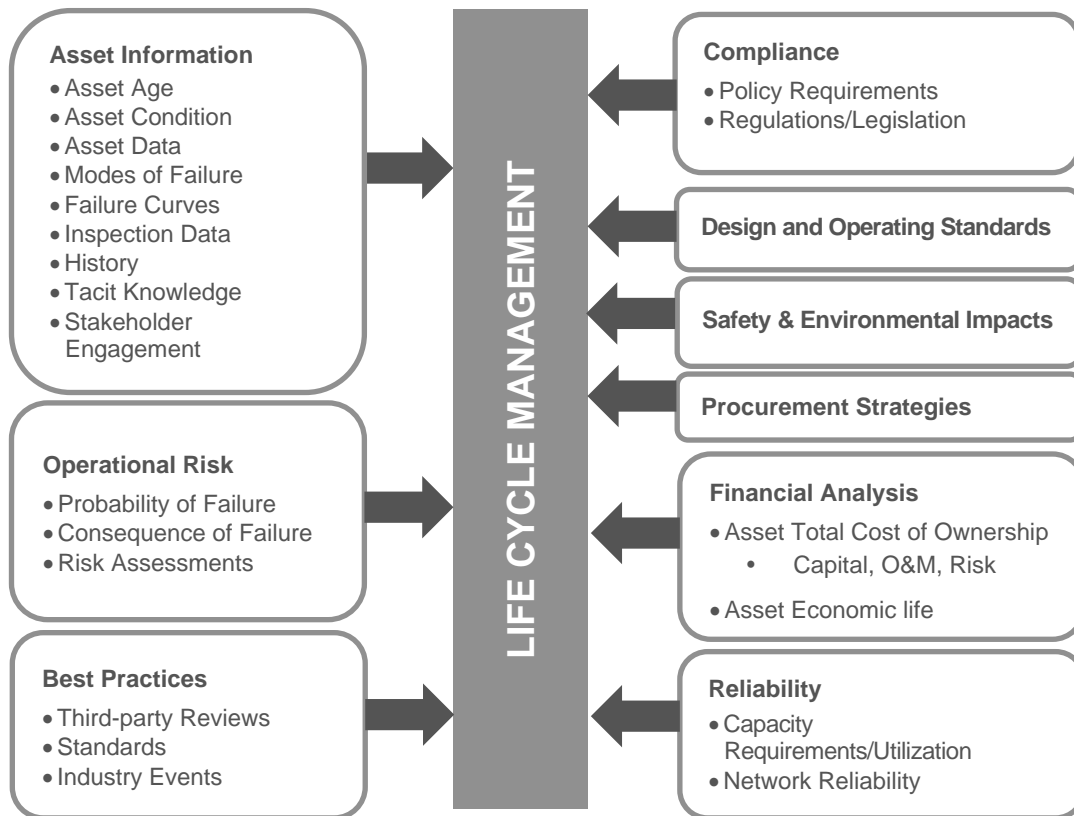 Asset Information
• Asset Age
• Asset Condition
• Asset Data
• Modes of Failure
• Failure Curves
• Inspection Data
• History
• Tacit Knowledge
• Stakeholder
Engagement
Operational Risk
• Probability of Failure
• Consequence of Failure
• Risk Assessments
Best Practices
• Third-party Reviews
• Standards
• Industry Events
LIFE CYCLE MANAGEMENT
Compliance
• Policy Requirements
• Regulations/Legislation
Design and Operating Standards
Safety & Environmental Impacts
Procurement Strategies
Financial Analysis
• Asset Total Cost of Ownership
• Capital, O&M, Risk
• Asset Economic life
Reliability
• Capacity
Requirements/Utilization
• Network Reliability